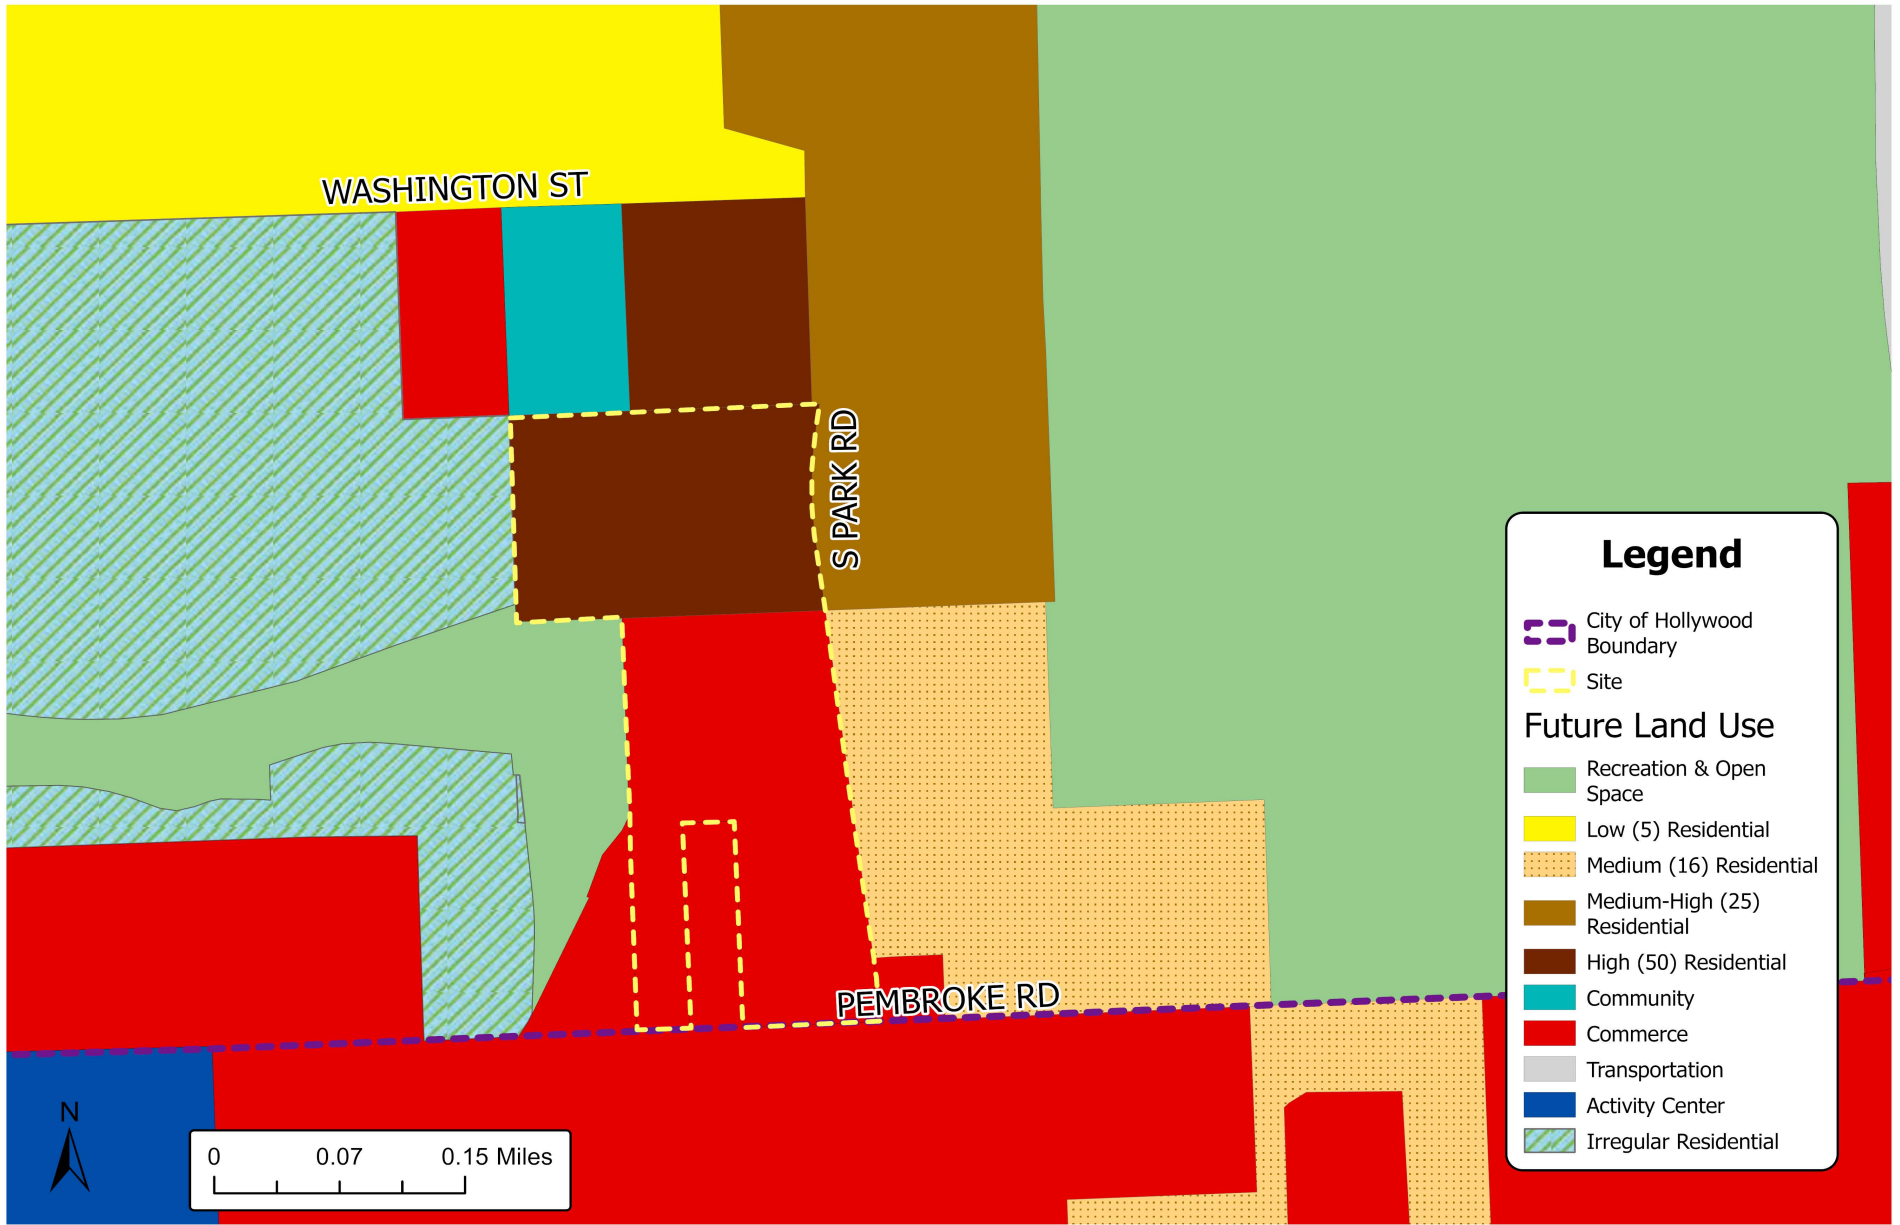 WASHINGTON ST
S PARK RD
PEMBROKE RD
Legend
City of Hollywood
Boundary
Site
Future Land Use
Recreation & Open
Space
Low (5) Residential
Medium (16) Residential
Medium-High (25)
Residential
High (50) Residential
Community
Commerce
Transportation
Activity Center
Irregular Residential
N
0 0.07 0.15 Miles